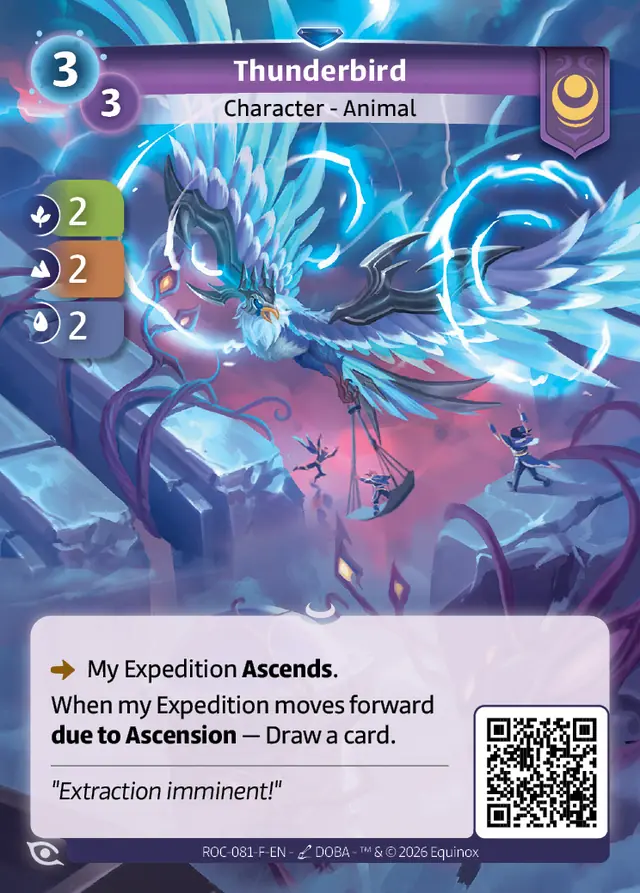 3
Thunderbird
3
Character - Animal
2
2
2
My Expedition Ascends.
When my Expedition moves forward
due to Ascension — Draw a card.
"Extraction imminent!"
ROC-081-F-EN - DOBA - ™ & © 2026 Equinox